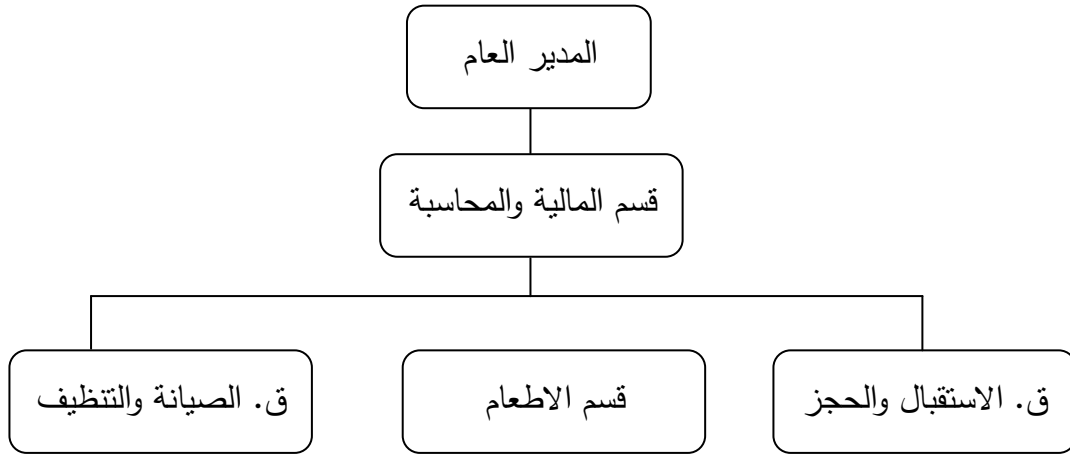 المدير العام
قسم المالية والمحاسبة
ق. الاستقبال والحجز
قسم الاطعام
ق. الصيانة والتنظيف